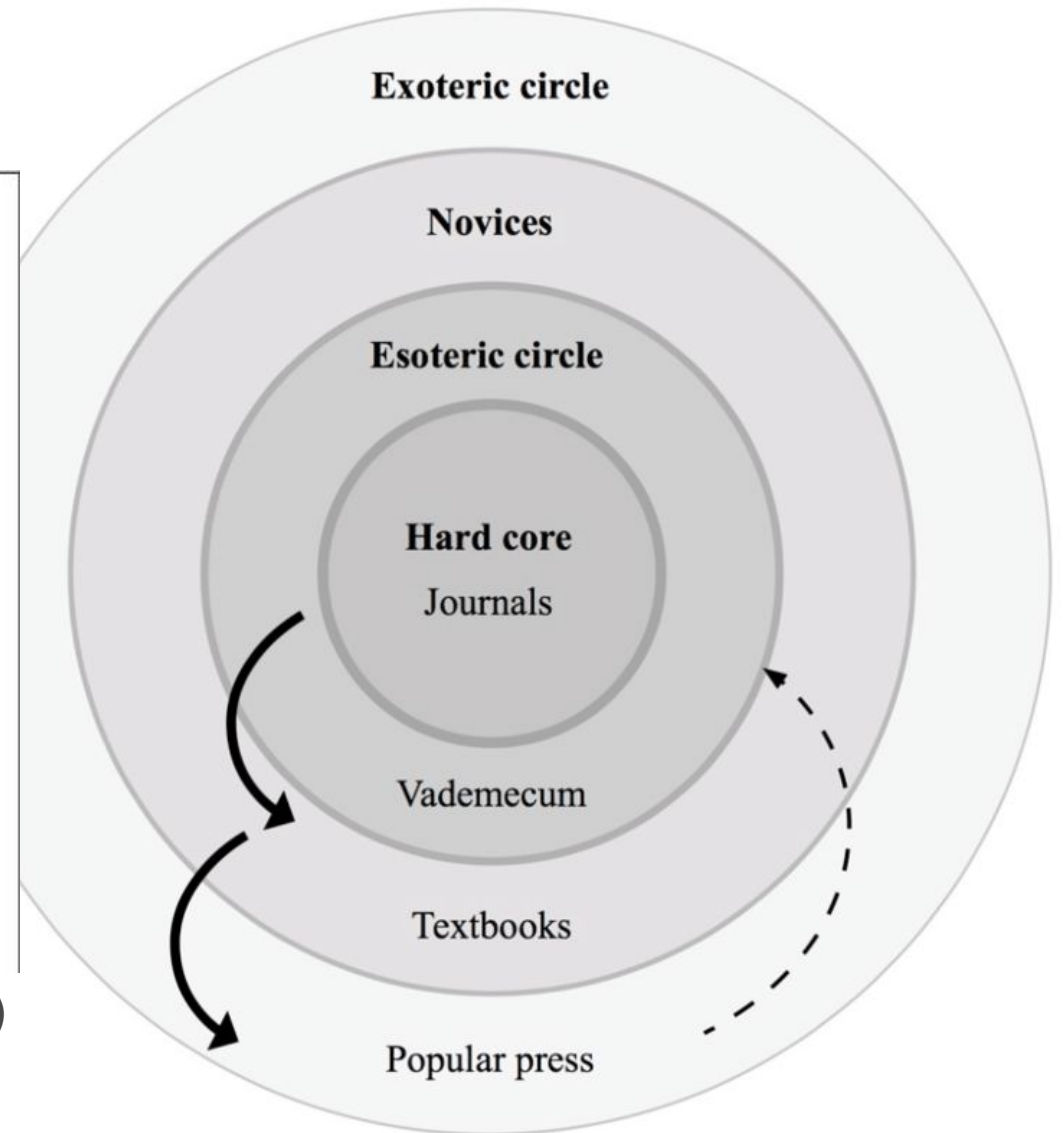 Exoteric circle
Novices
Esoteric circle
Hard core
Journals
Vademecum
Textbooks
Popular press
)